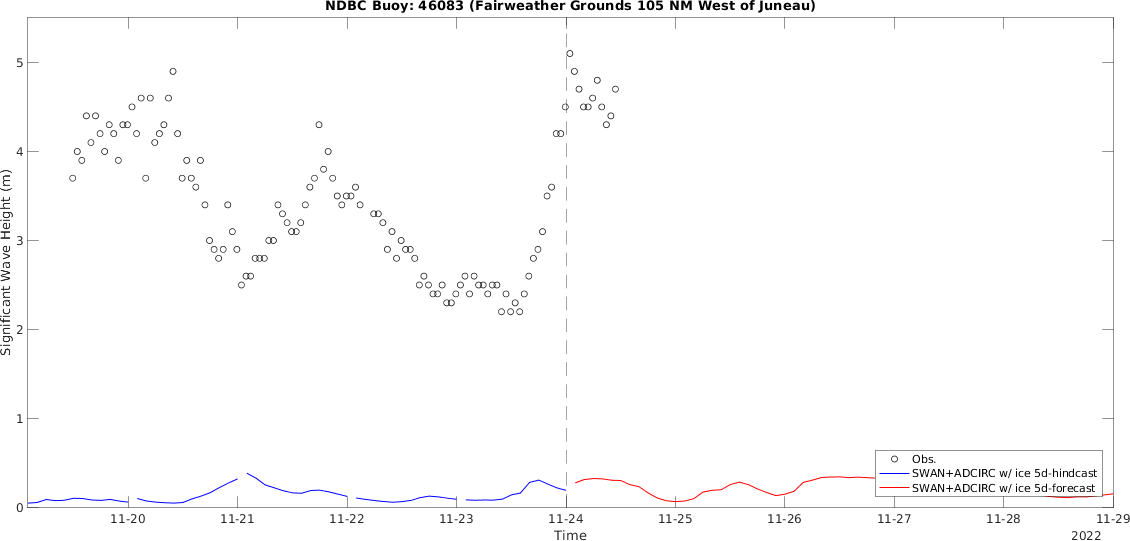 NDBC Buoy: 46083 (Fairweather Grounds 105 NM West of Juneau)
Significant Wave Height (m)
5
4
3
2
1
0
Obs.
SWAN+ADCIRC w/ ice 5d-hindcast
SWAN+ADCIRC w/ ice 5d-forecast
11-20 11-21 11-22 11-23 11-24 11-25 11-26 11-27 11-28 11-29
Time
2022